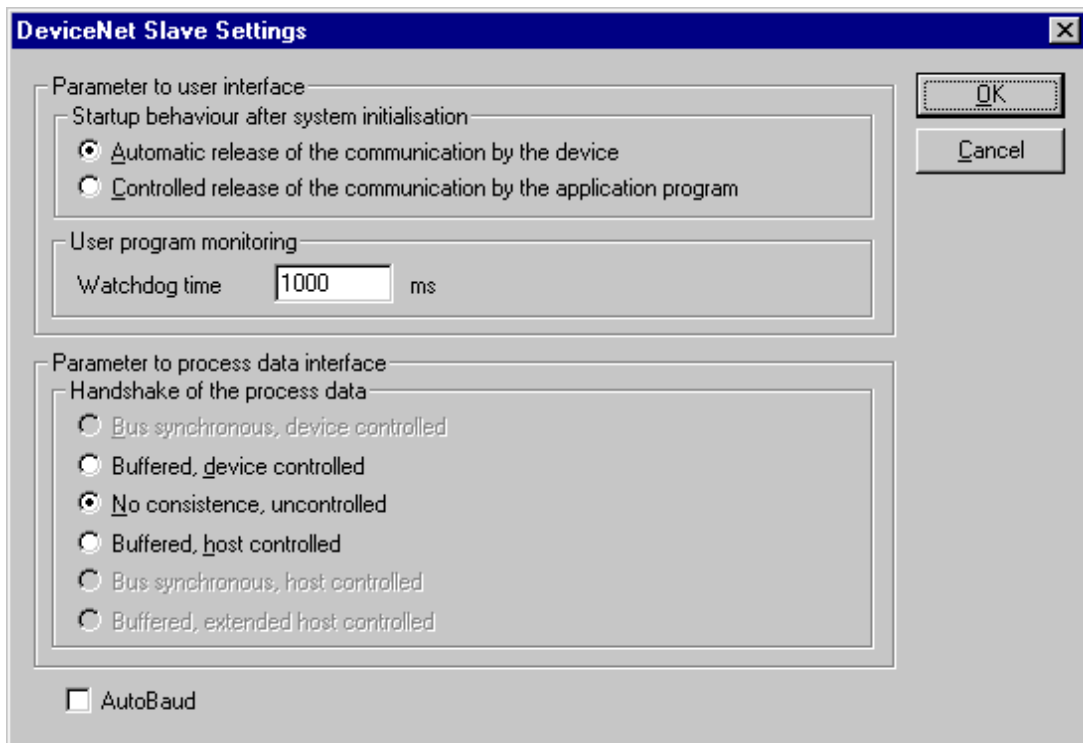 DeviceNet Slave Settings
Parameter to user interface
Startup behaviour after system initialisation
Automatic release of the communication by the device
Controlled release of the communication by the application program
User program monitoring
Watchdog time 1000 ms
Parameter to process data interface
Handshake of the process data
Bus synchronous, device controlled
Buffered, device controlled
No consistence, uncontrolled
Buffered, host controlled
Bus synchronous, host controlled
Buffered, extended host controlled
AutoBaud
OK
Cancel